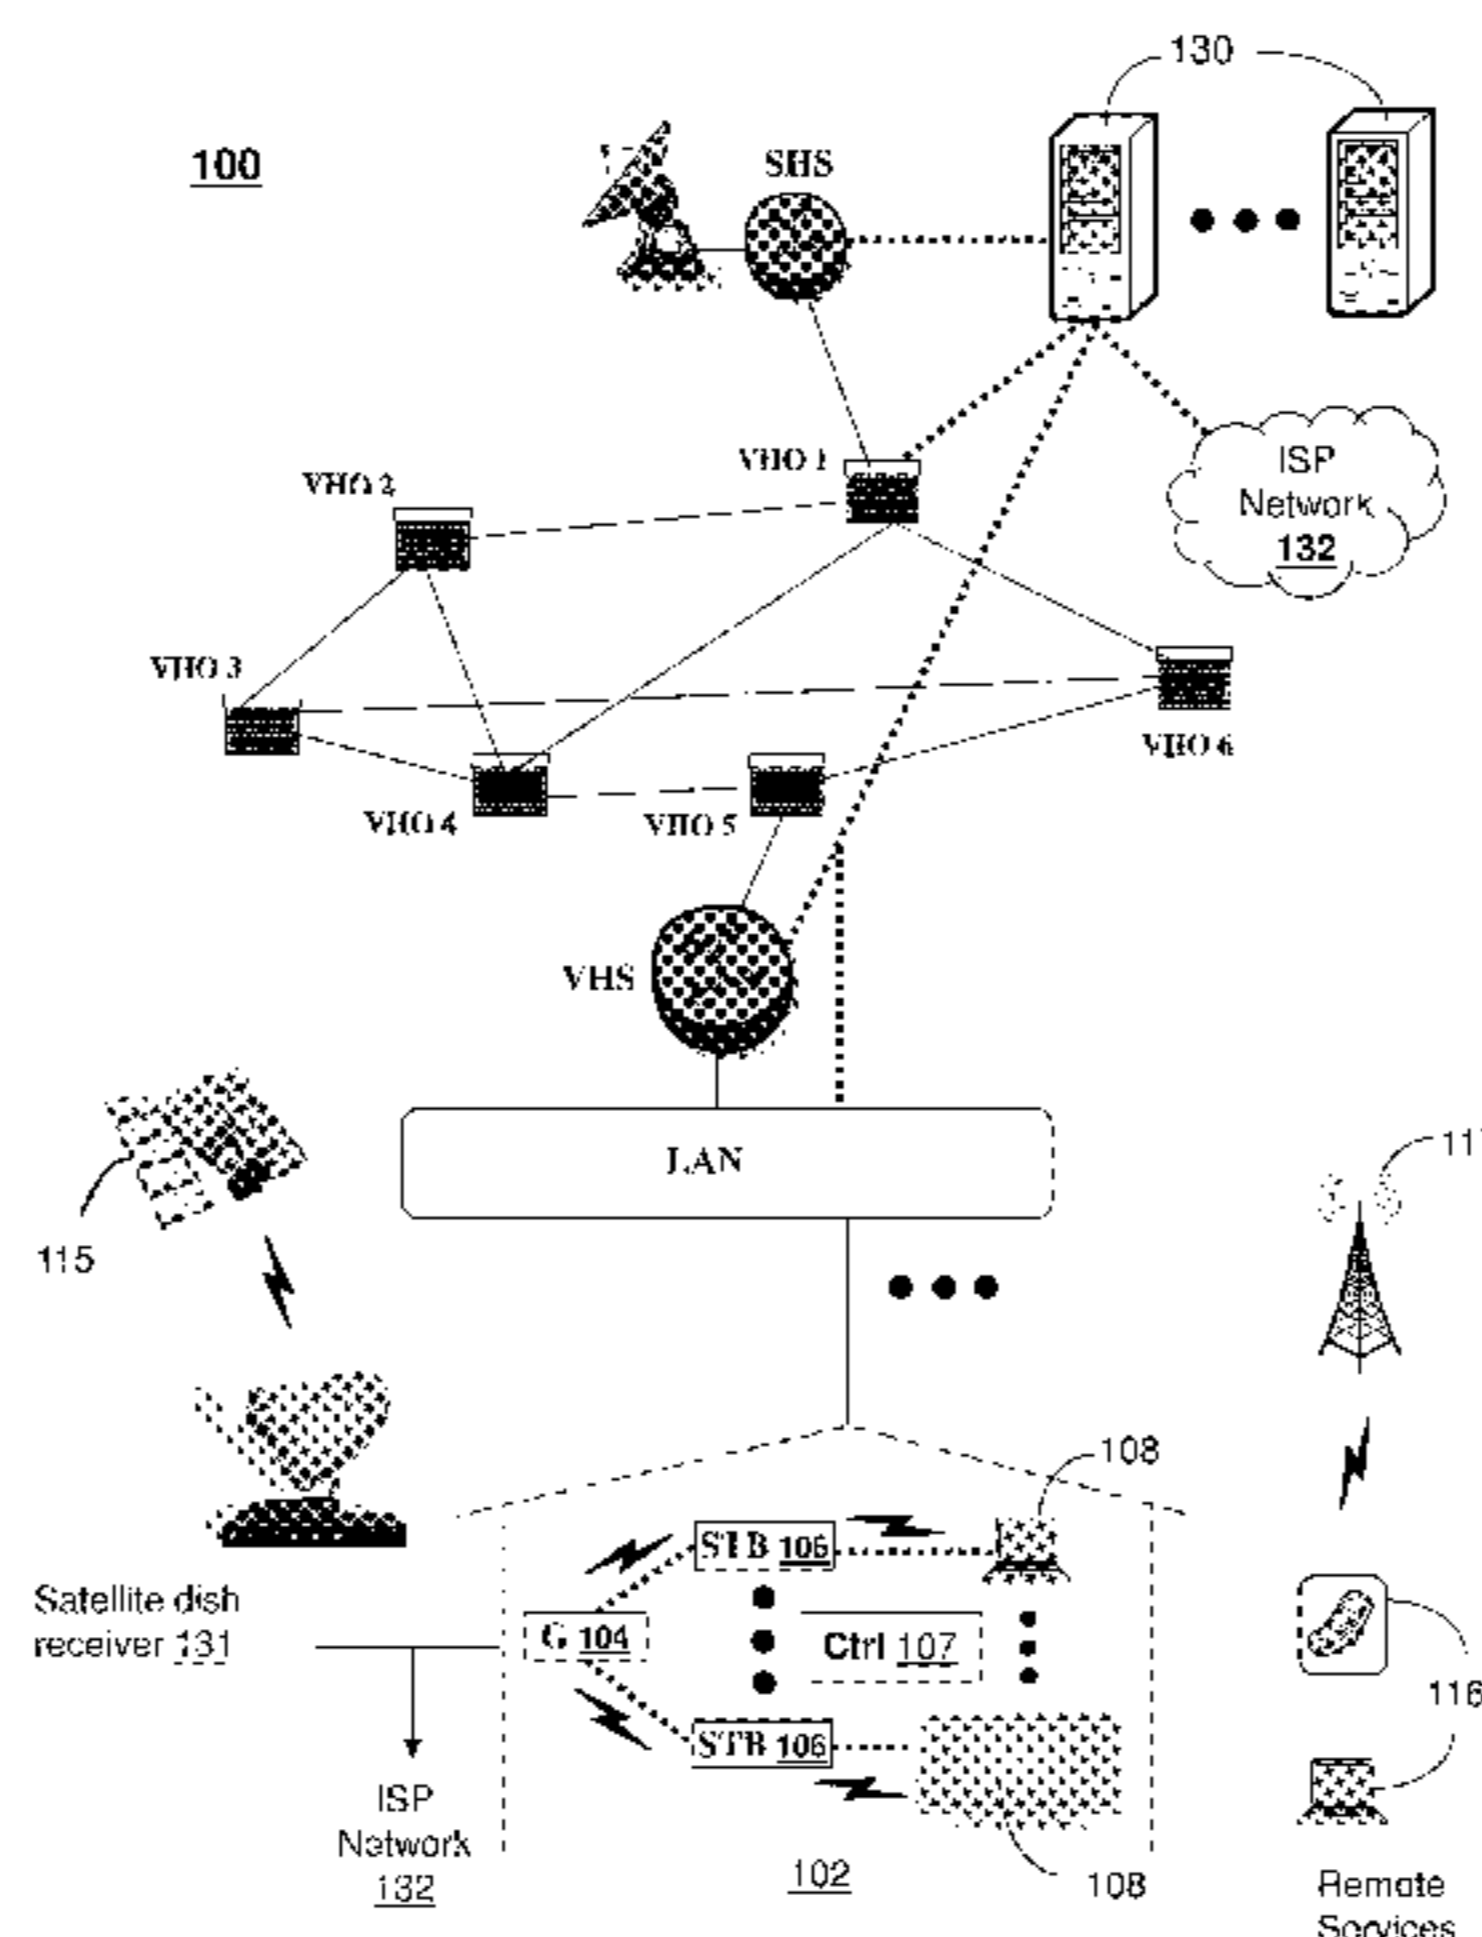 130
100
SHS
ISP
Network
132
VHO 1
VHO 2
VHO 3
VHO 6
VHO 4
VHO 5
VHS
LAN
115
108
STB 106
Satellite dish
receiver 131
G 104
Ctrl 107
116
STB 106
ISP
Network
132
102
108
Remote
Services